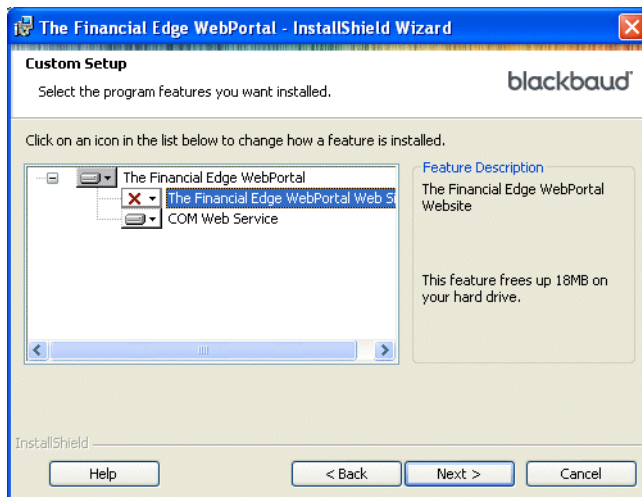 The Financial Edge WebPortal - InstallShield Wizard
Custom Setup
Select the program features you want installed.
blackbaud
Click on an icon in the list below to change how a feature is installed.
The Financial Edge WebPortal
The Financial Edge WebPortal Web Si
COM Web Service
Feature Description
The Financial Edge WebPortal
Website
This feature frees up 18MB on
your hard drive.
InstallShield
Help
< Back
Next >
Cancel